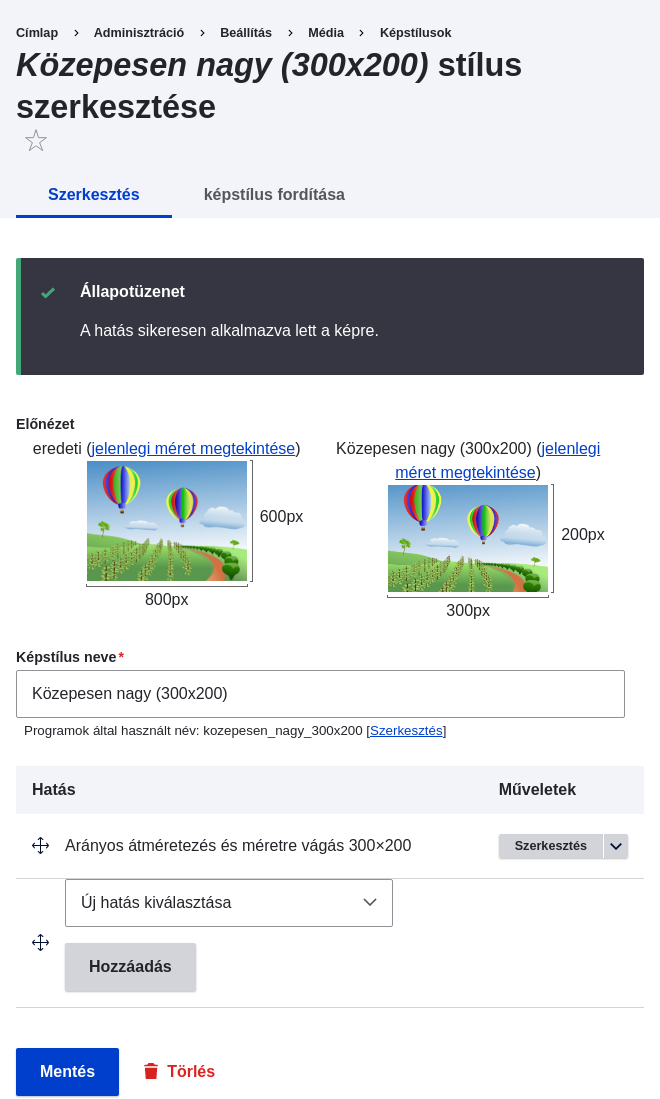 Címlap > Adminisztráció > Beállítás > Média > Képstílusok
Közepesen nagy (300x200) stílus
szerkesztése
Szerkesztés képstílus fordítása
Állapotüzenet
A hatás sikeresen alkalmazva lett a képre.
Előnézet
eredeti (jelenlegi méret megtekintése)
600px
800px
Közepesen nagy (300x200) (jelenlegi
méret megtekintése)
200px
300px
Képstílus neve*
Közepesen nagy (300x200)
Programok által használt név: kozepesen_nagy_300x200 [Szerkesztés]
Hatás Műveletek
Arányos átméretezés és méretre vágás 300×200 Szerkesztés
Új hatás kiválasztása
Hozzáadás
Mentés Törlés